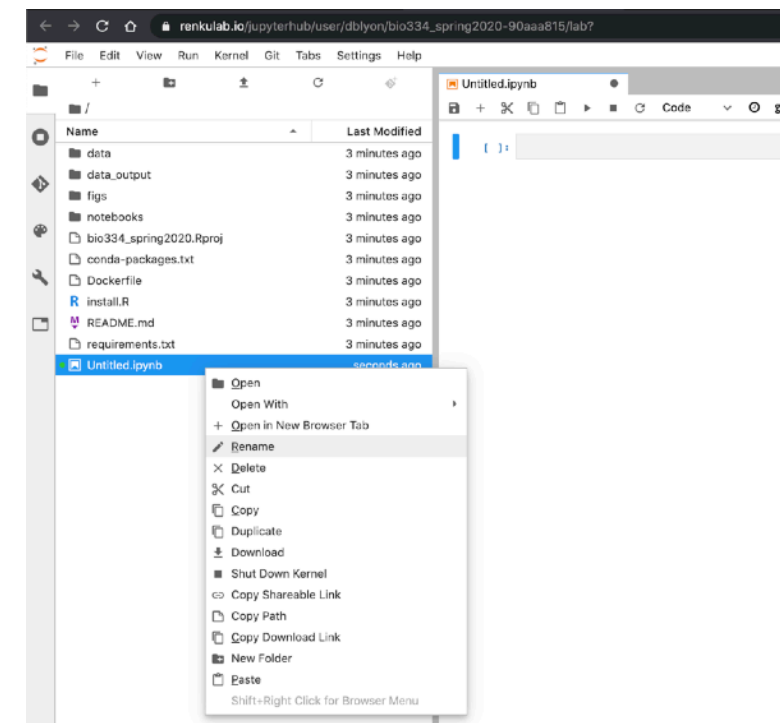 renkulab.io/jupyterhub/user/dblyon/bio334_spring2020-90aaa815/lab?
File Edit View Run Kernel Git Tabs Settings Help
Untitled.ipynb
/
Code
Name Last Modified
[ ]:
data 3 minutes ago
data_output 3 minutes ago
figs 3 minutes ago
notebooks 3 minutes ago
bio334_spring2020.Rproj 3 minutes ago
conda-packages.txt 3 minutes ago
Dockerfile 3 minutes ago
R install.R 3 minutes ago
README.md 3 minutes ago
requirements.txt 3 minutes ago
Untitled.ipynb seconds ago
Open
Open With
Open in New Browser Tab
Rename
Delete
Cut
Copy
Duplicate
Download
Shut Down Kernel
Copy Shareable Link
Copy Path
Copy Download Link
New Folder
Paste
Shift+Right Click for Browser Menu